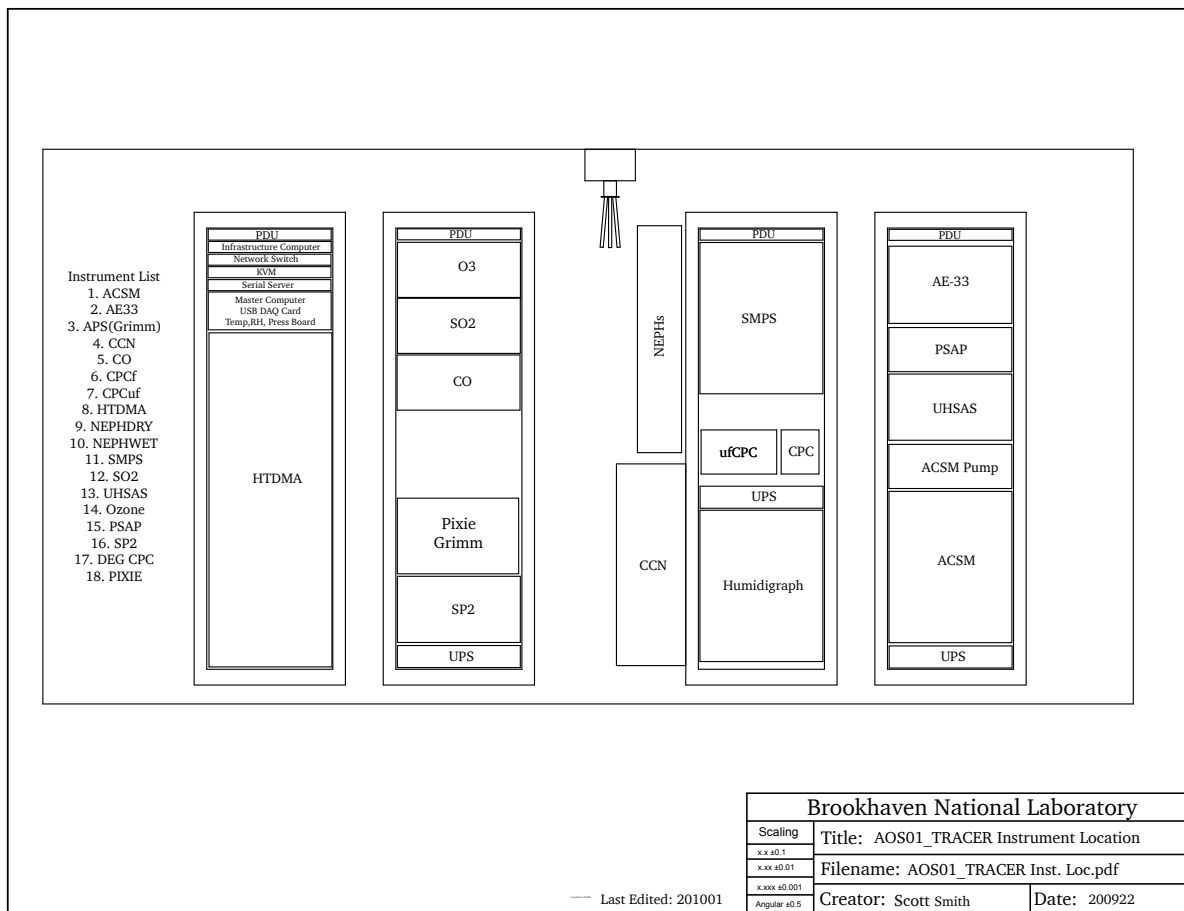 Instrument List
1. ACSM
2. AE33
3. APS(Grimm)
4. CCN
5. CO
6. CPCf
7. CPCuf
8. HTDMA
9. NEPHDRY
10. NEPHWET
11. SMPS
12. SO2
13. UHSAS
14. Ozone
15. PSAP
16. SP2
17. DEG CPC
18. PIXIE
PDU
Infrastructure Computer
Network Switch
KVM
Serial Server
Master Computer
USB DAQ Card
Temp,RH, Press Board
HTDMA
PDU
O3
SO2
CO
Pixie
Grimm
SP2
UPS
NEPHs
CCN
PDU
SMPS
ufCPC
CPC
UPS
Humidigraph
PDU
AE-33
PSAP
UHSAS
ACSM Pump
ACSM
UPS
Last Edited: 201001
Brookhaven National Laboratory
Scaling
x.x ±0.1
x.xx ±0.01
x.xxx ±0.001
Angular ±0.5
Title: AOS01_TRACER Instrument Location
Filename: AOS01_TRACER Inst. Loc.pdf
Creator: Scott Smith
Date: 200922